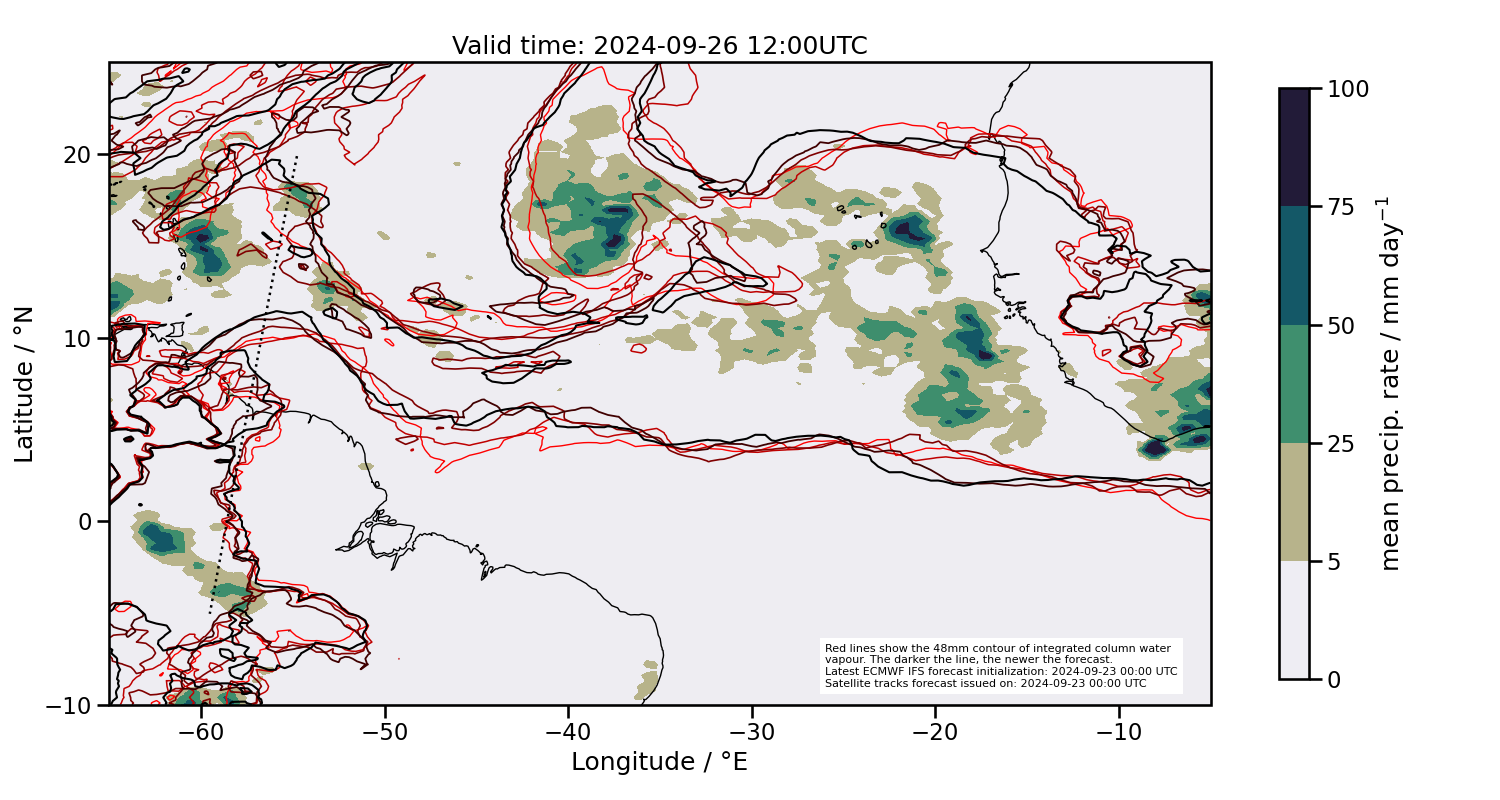 Valid time: 2024-09-26 12:00UTC
Latitude / °N
20
10
0
−10
−60
−50
−40
−30
−20
−10
Longitude / °E
Red lines show the 48mm contour of integrated column water
vapour. The darker the line, the newer the forecast.
Latest ECMWF IFS forecast initialization: 2024-09-23 00:00 UTC
Satellite tracks forecast issued on: 2024-09-23 00:00 UTC
100
75
50
25
5
0
mean precip. rate / mm day⁻¹